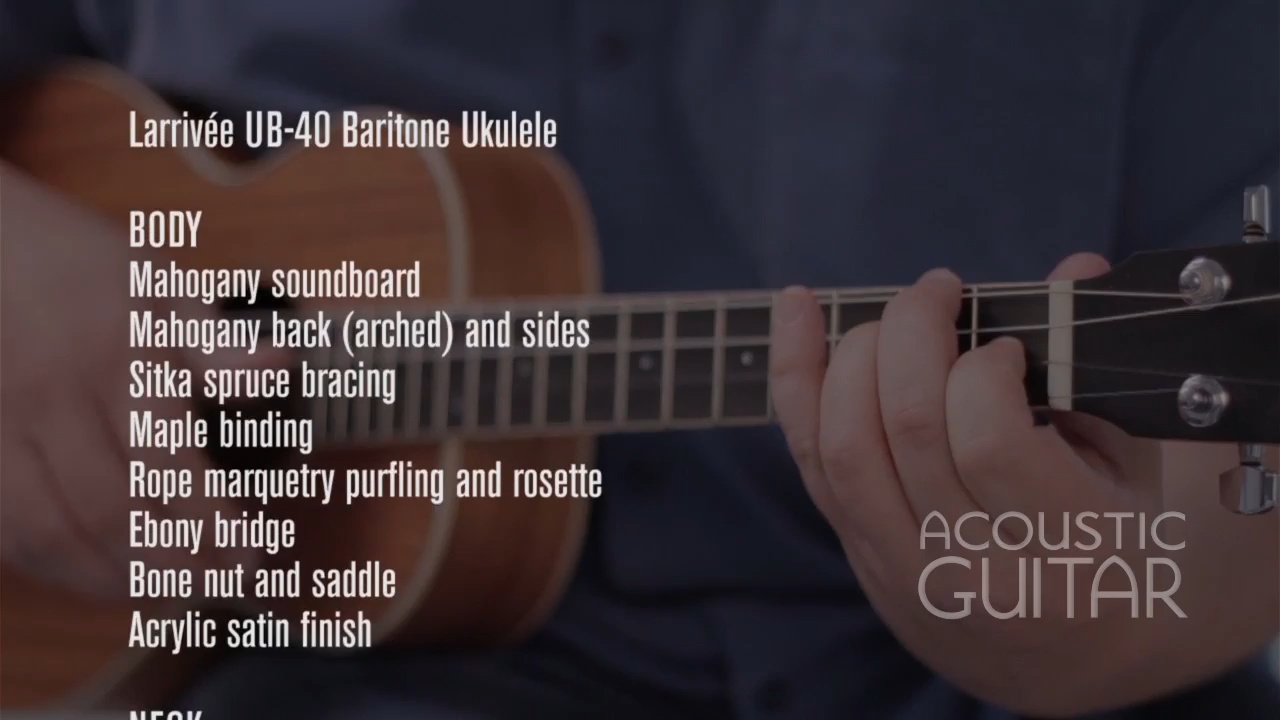 Larrivée UB-40 Baritone Ukulele
BODY
Mahogany soundboard
Mahogany back (arched) and sides
Sitka spruce bracing
Maple binding
Rope marquetry purfling and rosette
Ebony bridge
Bone nut and saddle
Acrylic satin finish
NECK
ACOUSTIC
GUITAR